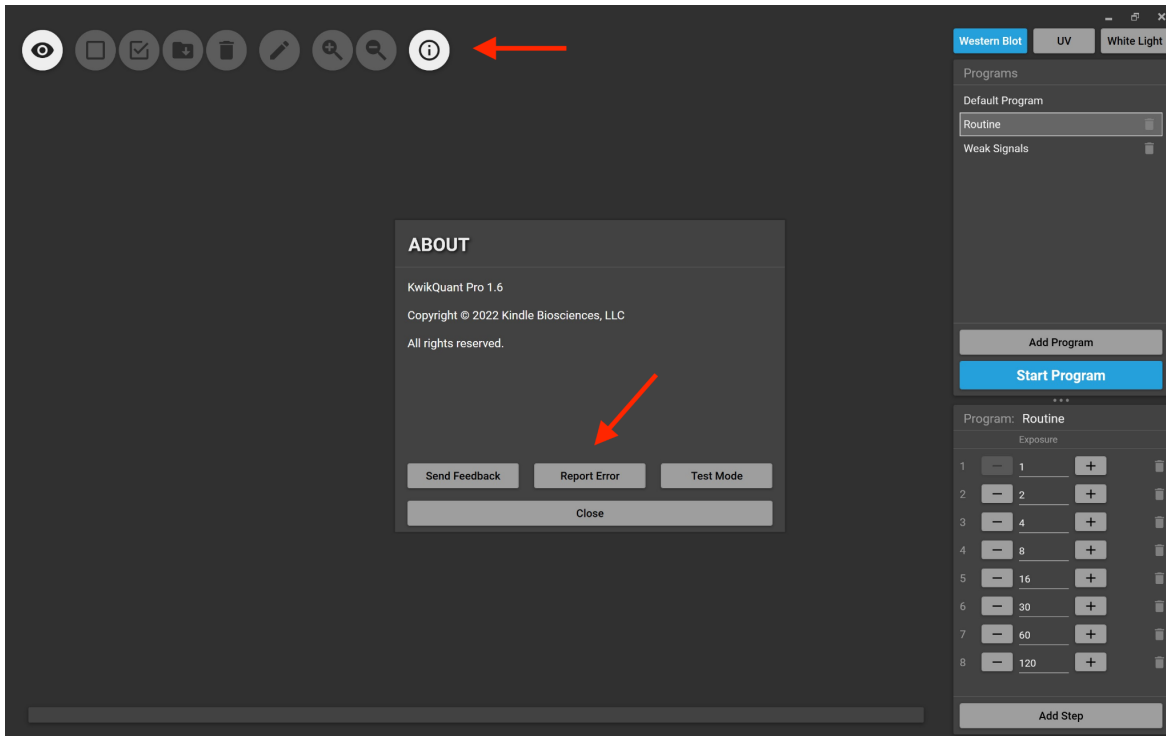 Western Blot UV White Light
Programs
Default Program
Routine
Weak Signals
Add Program
Start Program
Program: Routine
Exposure
1 1
2 2
3 4
4 8
5 16
6 30
7 60
8 120
Add Step
ABOUT
KwikQuant Pro 1.6
Copyright © 2022 Kindle Biosciences, LLC
All rights reserved.
Send Feedback Report Error Test Mode
Close